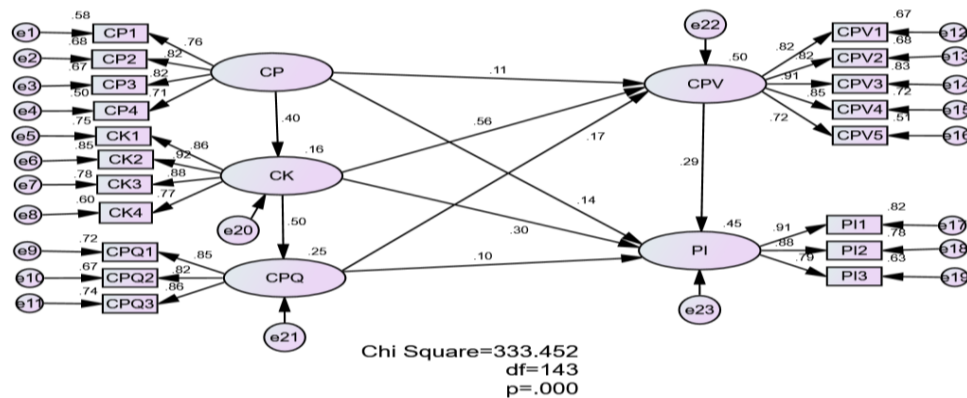 .58
e1 CP1 .76
.68
e2 CP2 .82
.67
e3 CP3 .82
.50
e4 CP4 .71
.75
e5 CK1 .86
.85
e6 CK2 .92
.78
e7 CK3 .88
.60
e8 CK4 .77
.72
e9 CPQ1 .85
.67
e10 CPQ2 .82
.74
e11 CPQ3 .86
CP
.40
.16
CK
e20
.50
.25
CPQ
e21
.11
.56
.17
.14
.30
.10
e22
.50
CPV
.29
.45
PI
e23
.67
.82 CPV1 e12
.68
.82 CPV2 e13
.83
.91 CPV3 e14
.72
.85 CPV4 e15
.51
.72 CPV5 e16
.82
.91 PI1 e17
.78
.88 PI2 e18
.63
.79 PI3 e19
Chi Square=333.452
df=143
p=.000